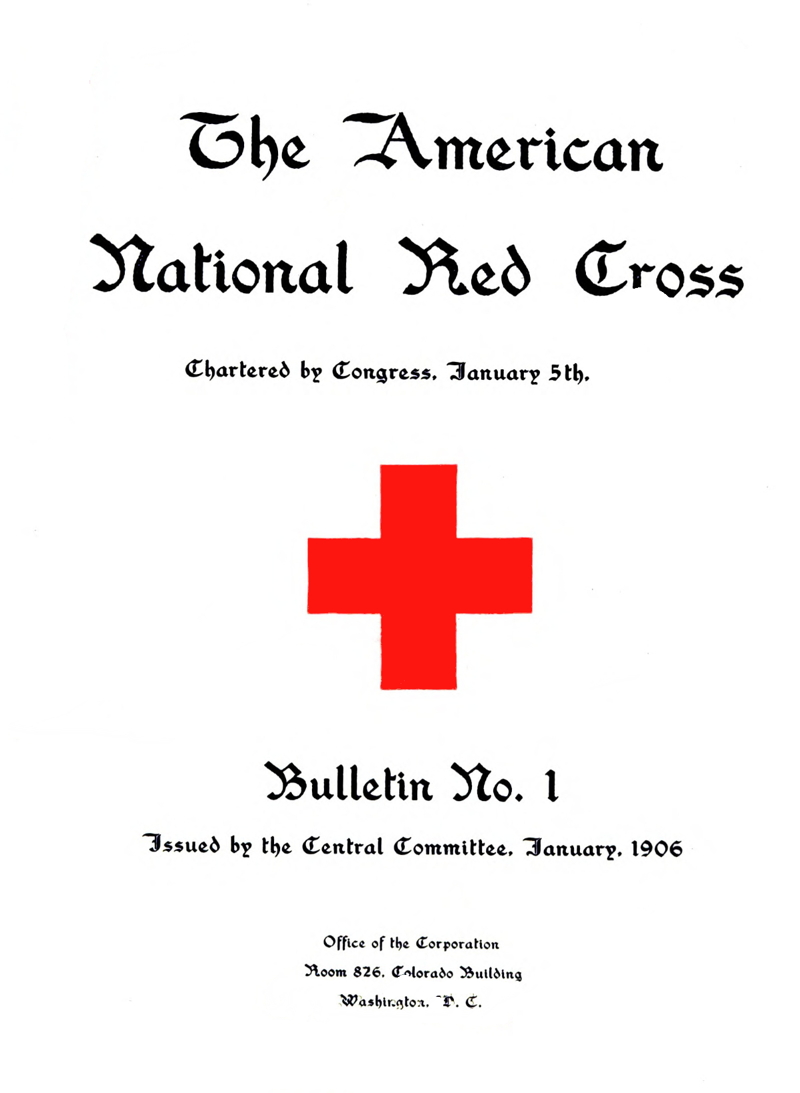 The American
National Red Cross
Chartered by Congress, January 5th.
Bulletin No. 1
Issued by the Central Committee, January, 1906
Office of the Corporation
Room 826, Colorado Building
Washington, D. C.